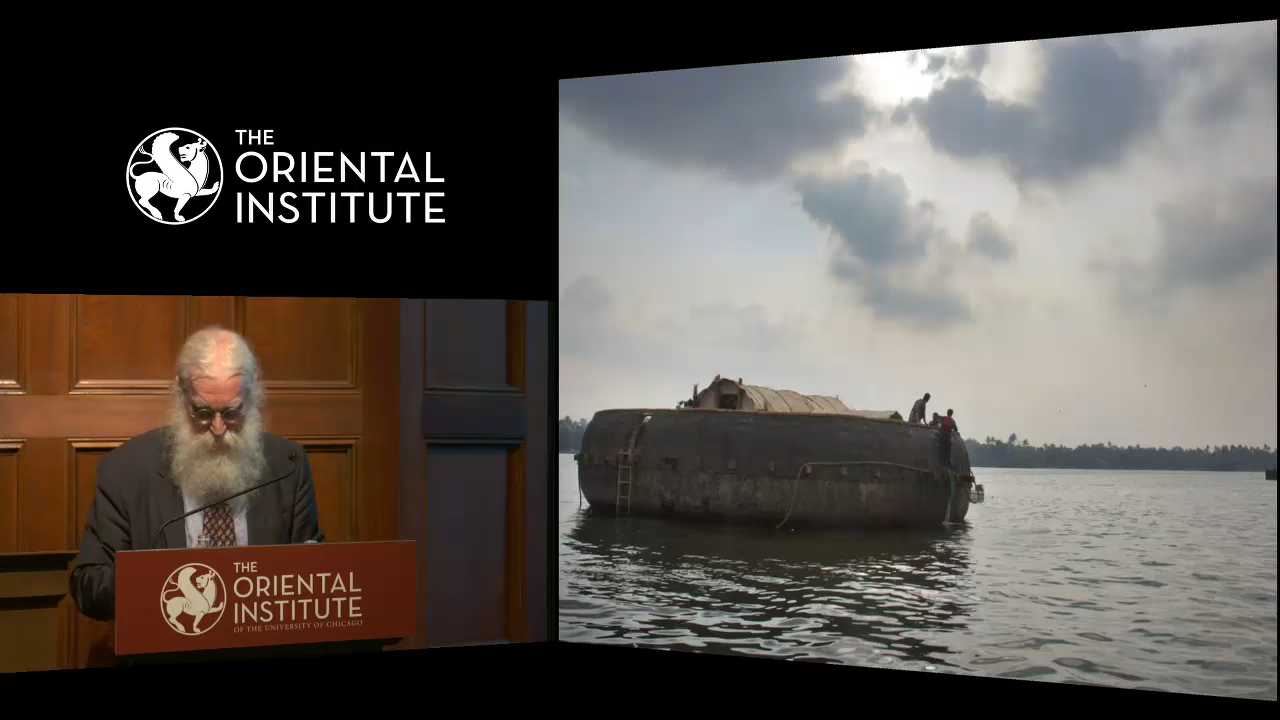 THE
ORIENTAL
INSTITUTE
THE
ORIENTAL
INSTITUTE
OF THE UNIVERSITY OF CHICAGO